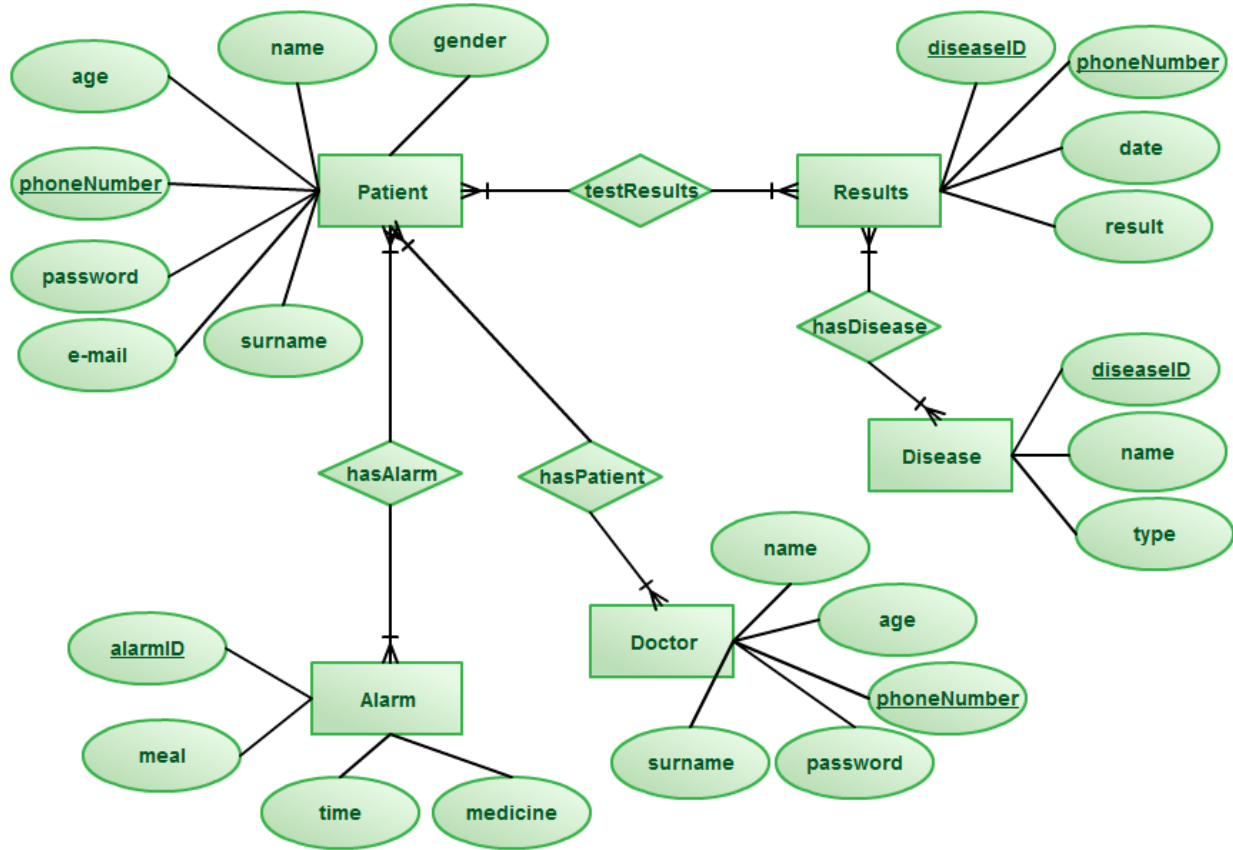 name
gender
age
diseaseID
phoneNumber
phoneNumber
Patient
testResults
Results
date
result
password
e-mail
surname
hasDisease
diseaseID
name
type
Disease
hasAlarm
hasPatient
name
age
Doctor
phoneNumber
surname
password
alarmID
Alarm
meal
time
medicine